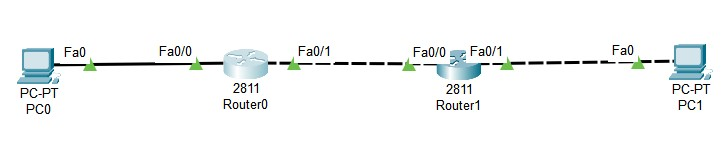 Fa0
Fa0/0
Fa0/1
Fa0/0
Fa0/1
Fa0
PC-PT
PC0
2811
Router0
2811
Router1
PC-PT
PC1